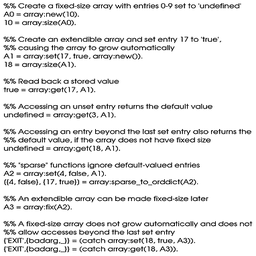 %% Create a fixed-size array with entries 0-9 set to 'undefined'
A0 = array:new(10).
10 = array:size(A0).
%% Create an extendible array and set entry 17 to 'true',
%% causing the array to grow automatically
A1 = array:set(17, true, array:new()).
18 = array:size(A1).
%% Read back a stored value
true = array:get(17, A1).
%% Accessing an unset entry returns the default value
undefined = array:get(3, A1).
%% Accessing an entry beyond the last set entry also returns the
%% default value, if the array does not have fixed size
undefined = array:get(18, A1).
%% "sparse" functions ignore default-valued entries
A2 = array:set(4, false, A1).
[{4, false}, {17, true}] = array:sparse_to_orddict(A2).
%% An extendible array can be made fixed-size later
A3 = array:fix(A2).
%% A fixed-size array does not grow automatically and does not
%% allow accesses beyond the last set entry
{'EXIT',{badarg,_}} = (catch array:set(18, true, A3)).
{'EXIT',{badarg,_}} = (catch array:get(18, A3)).